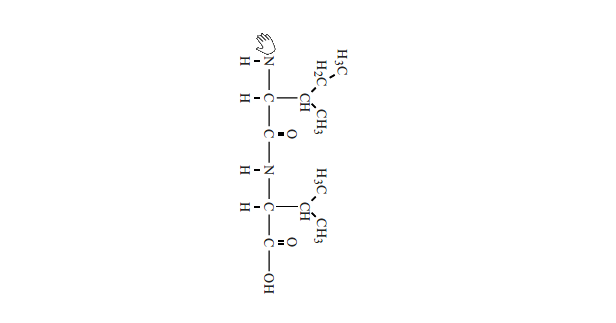 H3C
H2C CH3 H3C CH3
CH CH
O O
N C C N C C OH
H H H H